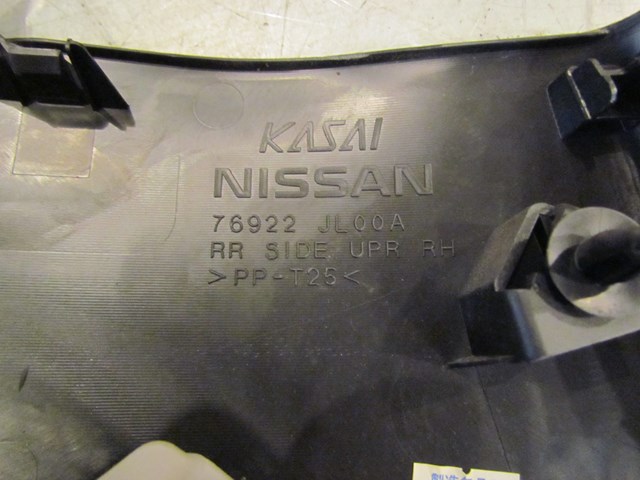 KASAI
NISSAN
76922 JL00A
RR SIDE UPR RH
>PP-T25<